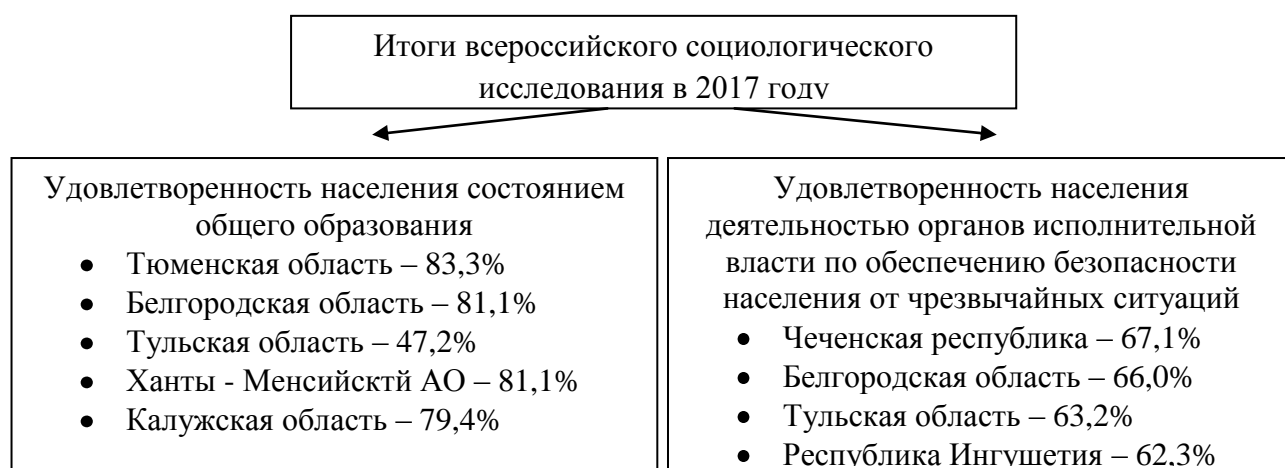 Итоги всероссийского социологического
исследования в 2017 году
Удовлетворенность населения состоянием
общего образования
• Тюменская область – 83,3%
• Белгородская область – 81,1%
• Тульская область – 47,2%
• Ханты - Менсийсктй АО – 81,1%
• Калужская область – 79,4%
Удовлетворенность населения
деятельностью органов исполнительной
власти по обеспечению безопасности
населения от чрезвычайных ситуаций
• Чеченская республика – 67,1%
• Белгородская область – 66,0%
• Тульская область – 63,2%
• Республика Ингушетия – 62,3%